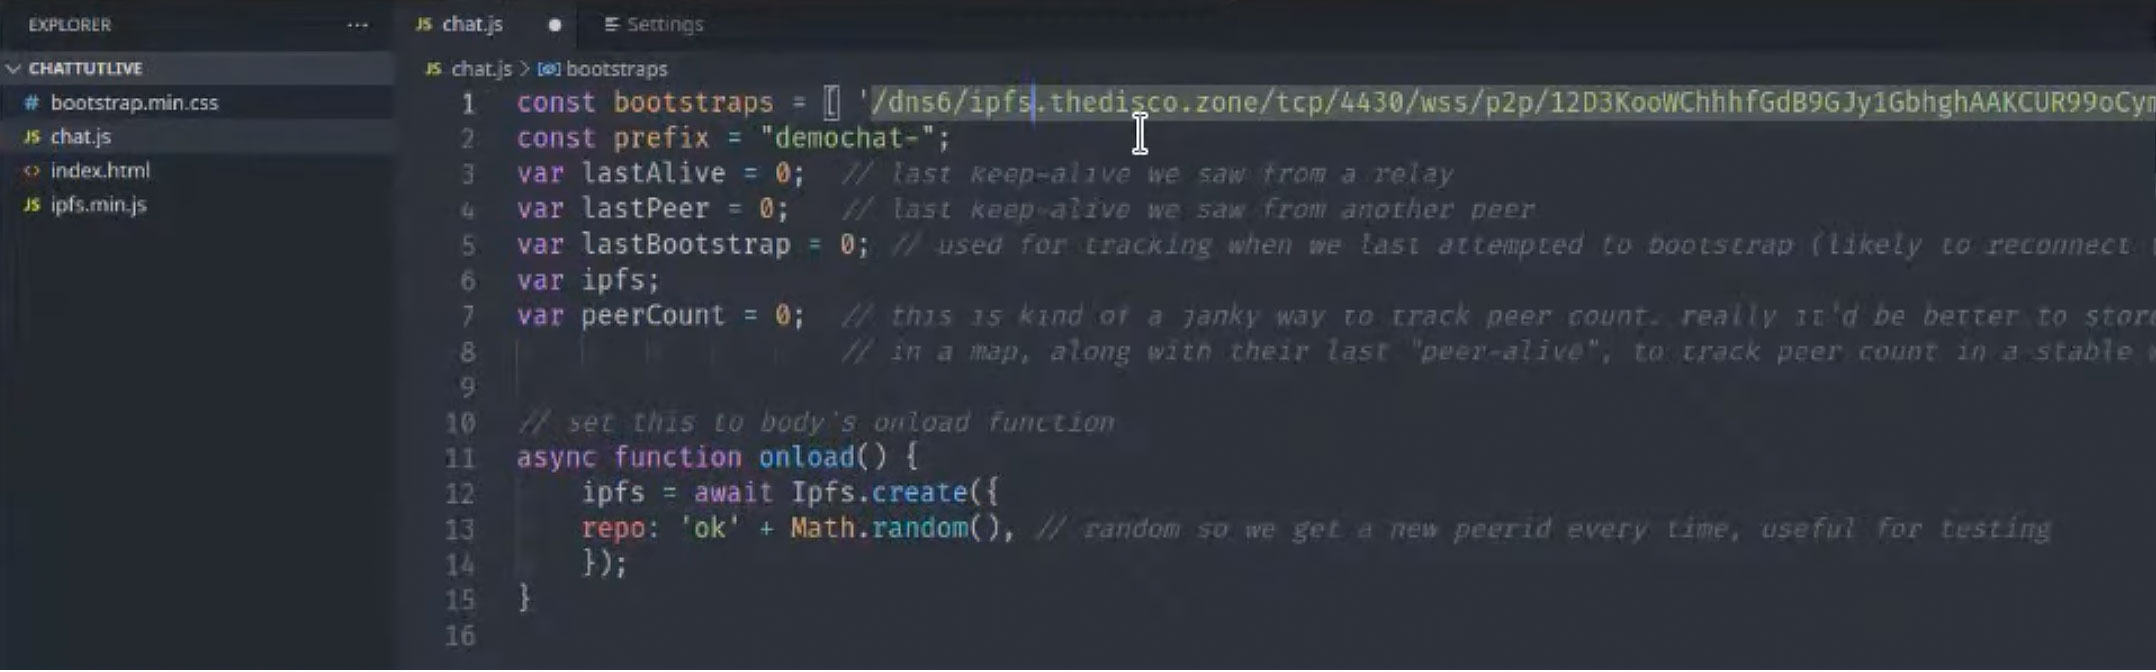 EXPLORER ...
JS chat.js ● Settings
CHATTUTLIVE
JS chat.js > bootstraps
# bootstrap.min.css
JS chat.js
<> index.html
JS ipfs.min.js
1 const bootstraps = [ '/dns6/ipfs.thedisco.zone/tcp/4430/wss/p2p/12D3KooWChhhfGdB9GJy1GbhghAAKCUR99oCym
2 const prefix = "demochat-";
3 var lastAlive = 0; // last keep-alive we saw from a relay
4 var lastPeer = 0; // last keep-alive we saw from another peer
5 var lastBootstrap = 0; // used for tracking when we last attempted to bootstrap (likely to reconnect
6 var ipfs;
7 var peerCount = 0; // this is kind of a janky way to track peer count. really it'd be better to stor
8 // in a map, along with their last "peer-alive", to track peer count in a stable
9
10 // set this to body's onload function
11 async function onload() {
12 ipfs = await Ipfs.create({
13 repo: 'ok' + Math.random(), // random so we get a new peerid every time, useful for testing
14 });
15 }
16